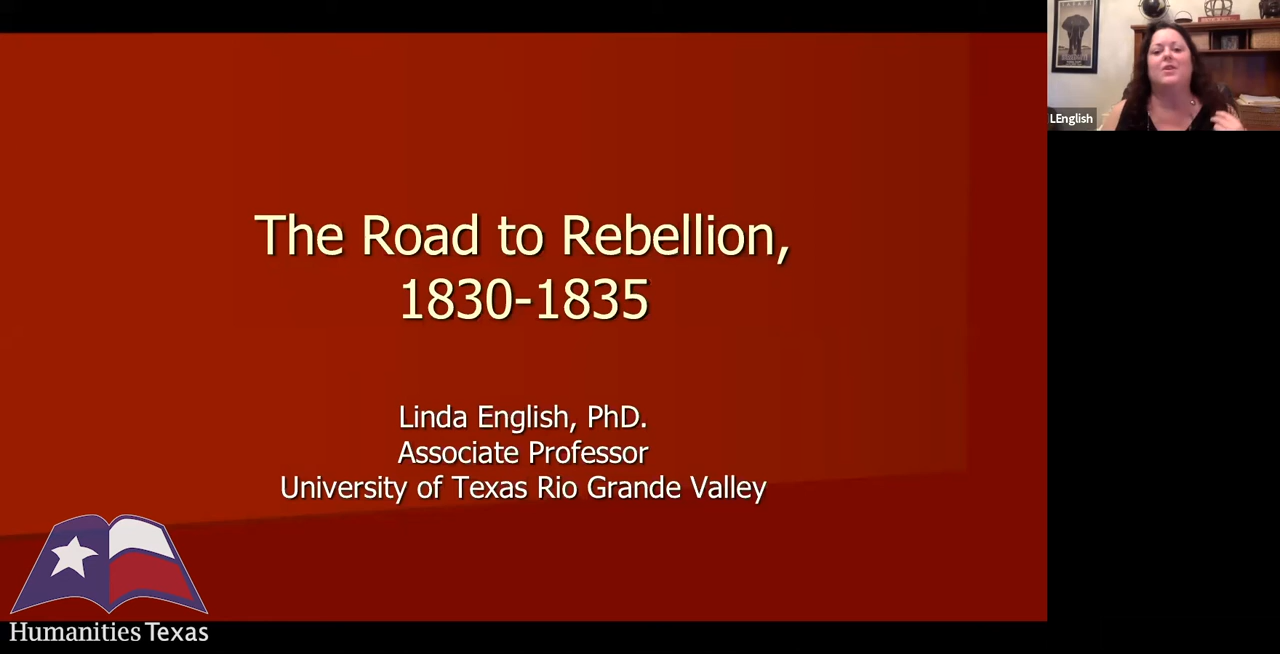 The Road to Rebellion,
1830-1835
Linda English, PhD.
Associate Professor
University of Texas Rio Grande Valley
Humanities Texas
LEnglish